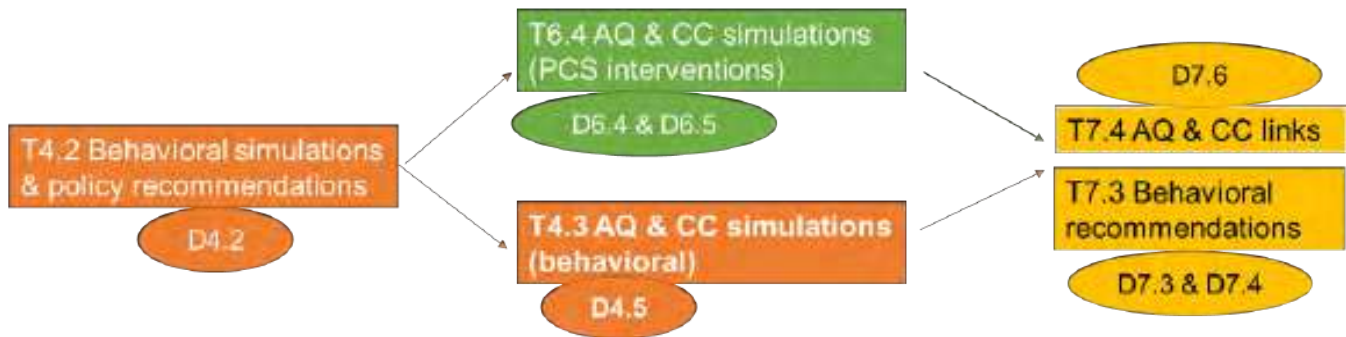 T4.2 Behavioral simulations
& policy recommendations
D4.2
T6.4 AQ & CC simulations
(PCS interventions)
D6.4 & D6.5
T4.3 AQ & CC simulations
(behavioral)
D4.5
D7.6
T7.4 AQ & CC links
T7.3 Behavioral
recommendations
D7.3 & D7.4